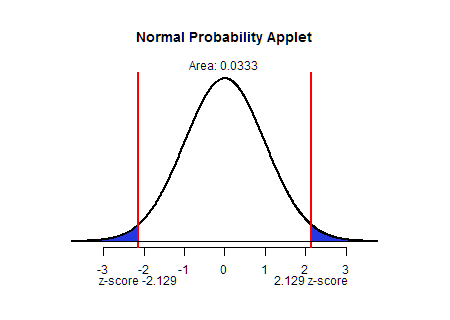 Normal Probability Applet
Area: 0.0333
-3 -2 -1 0 1 2 3
z-score -2.129 2.129 z-score